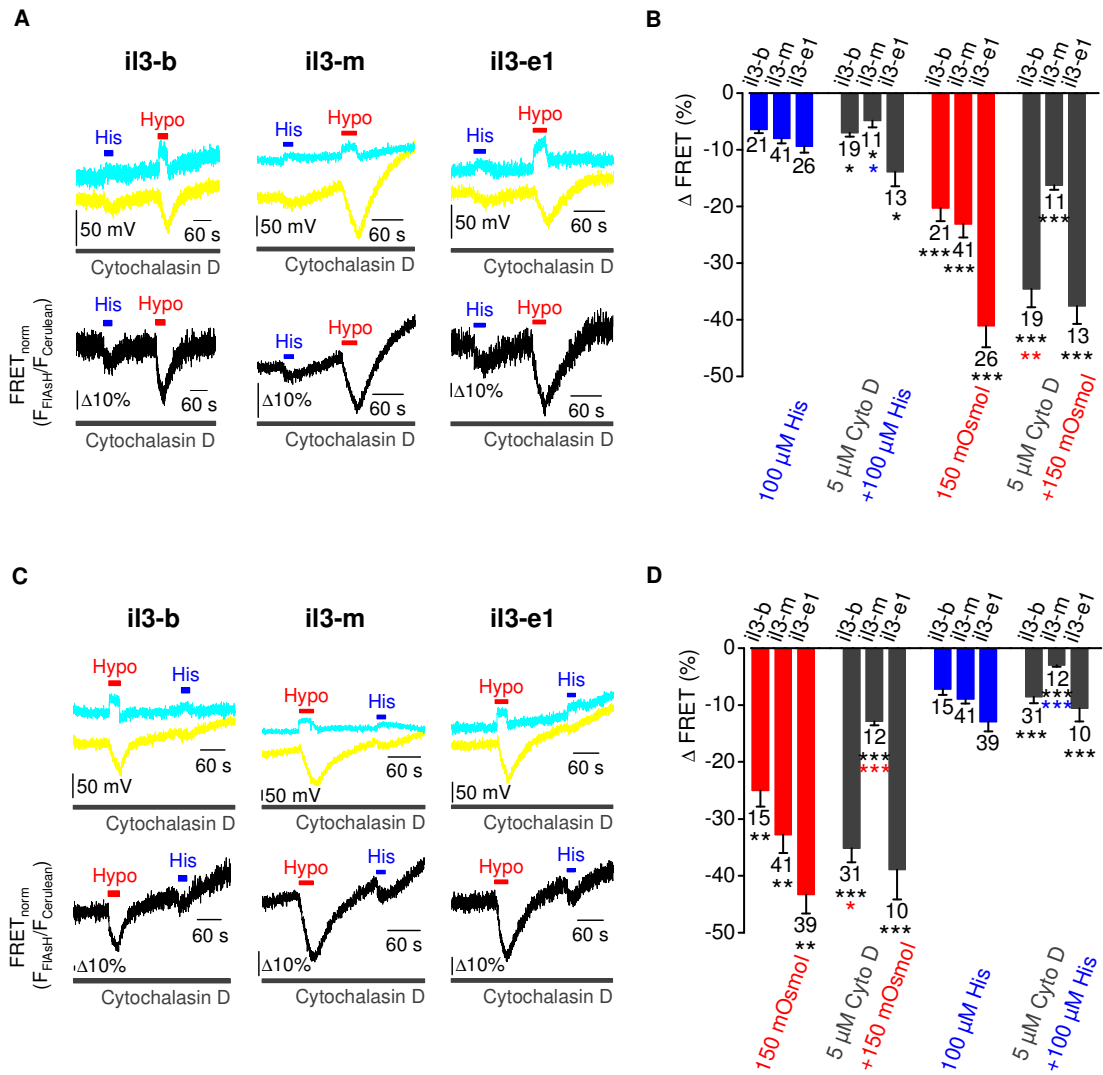 A
il3-b il3-m il3-e1
His Hypo His Hypo His Hypo
50 mV 60 s 50 mV 60 s 50 mV 60 s
Cytochalasin D Cytochalasin D Cytochalasin D
FRETnorm
(FFlAsH/FCerulean)
His Hypo His Hypo His Hypo
Δ10% 60 s Δ10% 60 s Δ10% 60 s
Cytochalasin D Cytochalasin D Cytochalasin D
B
il3-b il3-m il3-e1 il3-b il3-m il3-e1 il3-b il3-m il3-e1 il3-b il3-m il3-e1
Δ FRET (%)
0
-10
-20
-30
-40
-50
21 41 26
19 * 11 * * 13 *
21 *** 41 *** 26 ***
19 *** ** 11 *** 13 ***
100 µM His
5 µM Cyto D
+100 µM His
150 mOsmol
5 µM Cyto D
+150 mOsmol
C
il3-b il3-m il3-e1
Hypo His Hypo His Hypo His
50 mV 60 s 50 mV 60 s 50 mV 60 s
Cytochalasin D Cytochalasin D Cytochalasin D
FRETnorm
(FFlAsH/FCerulean)
Hypo His Hypo His Hypo His
Δ10% 60 s Δ10% 60 s Δ10% 60 s
Cytochalasin D Cytochalasin D Cytochalasin D
D
il3-b il3-m il3-e1 il3-b il3-m il3-e1 il3-b il3-m il3-e1 il3-b il3-m il3-e1
Δ FRET (%)
0
-10
-20
-30
-40
-50
15 ** 41 ** 39 **
31 *** * 12 *** *** 10 ***
15 41 39
31 *** 12 *** *** 10 ***
150 mOsmol
5 µM Cyto D
+150 mOsmol
100 µM His
5 µM Cyto D
+100 µM His